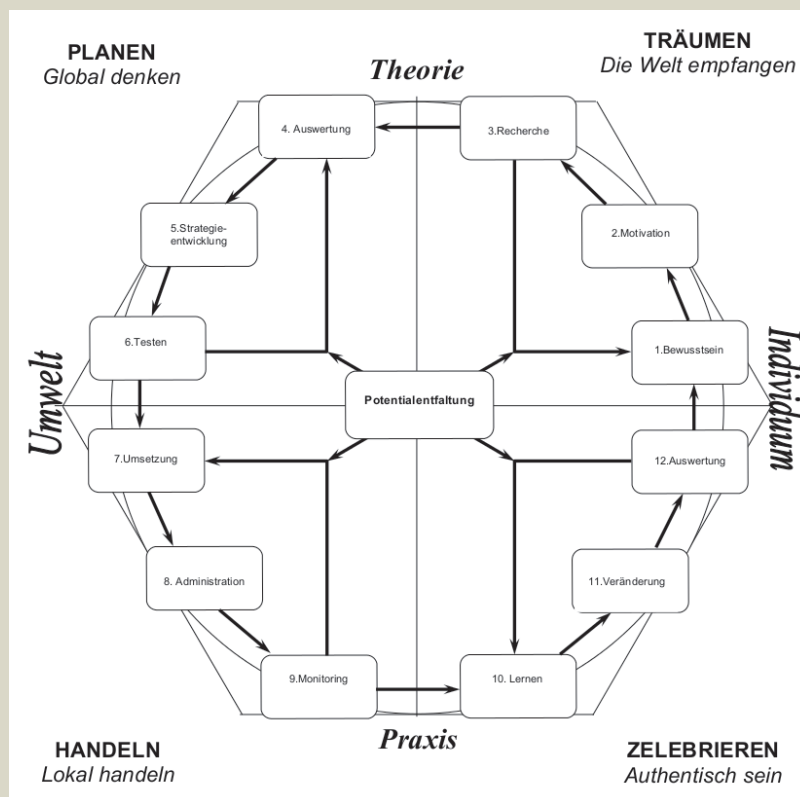 PLANEN
Global denken
Theorie
TRÄUMEN
Die Welt empfangen
4. Auswertung
3.Recherche
5.Strategie-
entwicklung
2.Motivation
6.Testen
1.Bewusstsein
Umwelt
Potentialentfaltung
Individuum
7.Umsetzung
12.Auswertung
8. Administration
11.Veränderung
9.Monitoring
10. Lernen
HANDELN
Lokal handeln
Praxis
ZELEBRIEREN
Authentisch sein